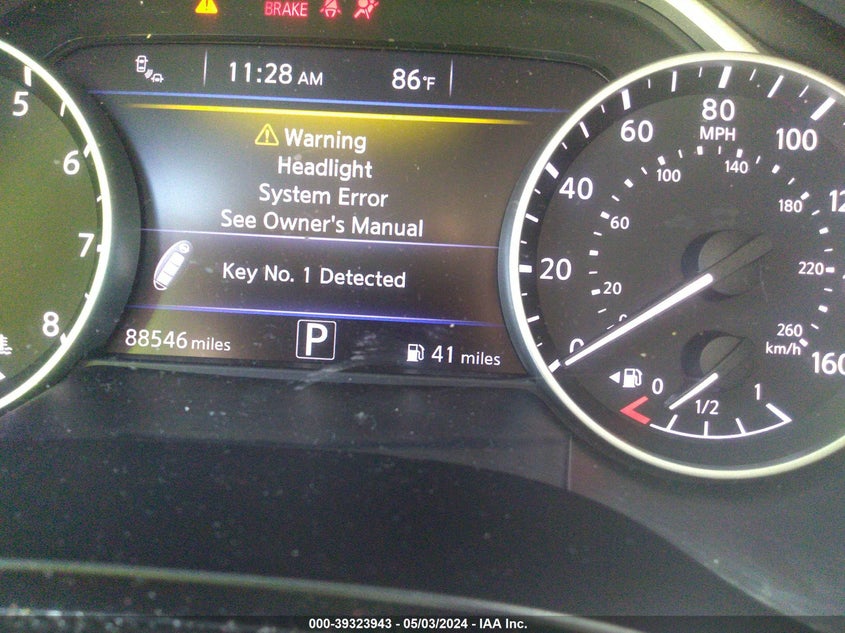 BRAKE
11:28 AM
86°F
Warning
Headlight
System Error
See Owner's Manual
Key No. 1 Detected
88546 miles
P
41 miles
5
6
7
8
0
20
40
60
80
MPH
100
160
20
60
100
140
180
220
260
km/h
0
1/2
1
000-39323943 - 05/03/2024 - IAA Inc.